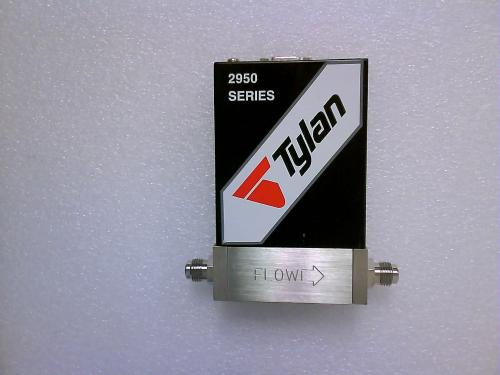 2950
SERIES
Tylan
FLOW